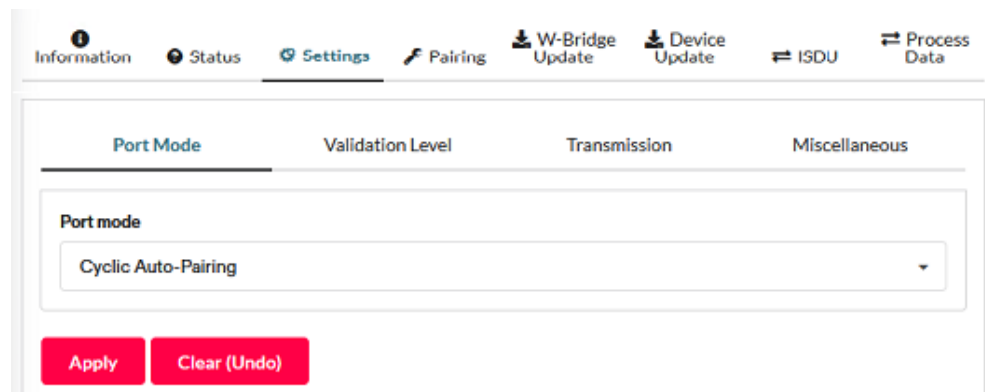 Information
Status
Settings
Pairing
W-Bridge
Update
Device
Update
ISDU
Process
Data
Port Mode
Validation Level
Transmission
Miscellaneous
Port mode
Cyclic Auto-Pairing
Apply
Clear (Undo)